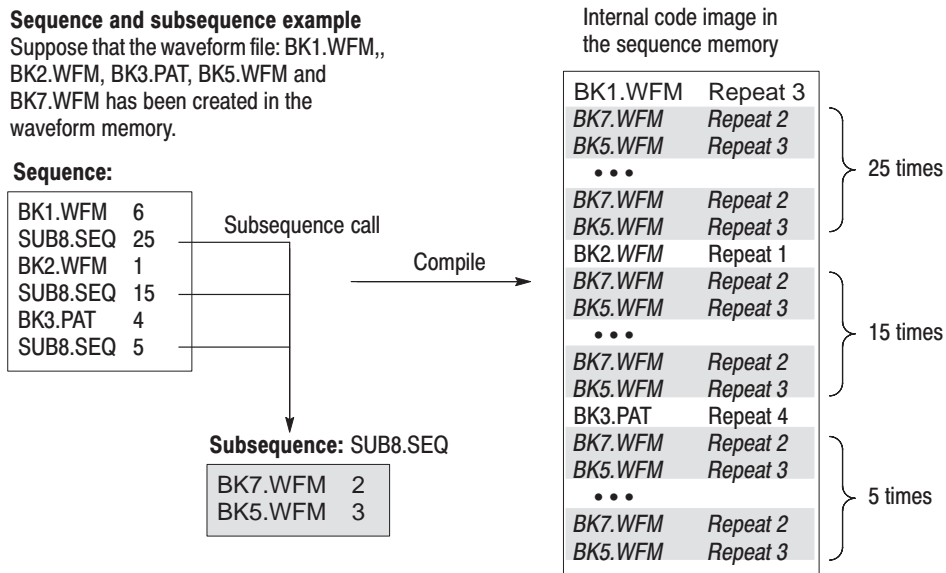 Sequence and subsequence example
Suppose that the waveform file: BK1.WFM,,
BK2.WFM, BK3.PAT, BK5.WFM and
BK7.WFM has been created in the
waveform memory.
Sequence:
BK1.WFM 6
SUB8.SEQ 25
BK2.WFM 1
SUB8.SEQ 15
BK3.PAT 4
SUB8.SEQ 5
Subsequence call
Compile
Subsequence: SUB8.SEQ
BK7.WFM 2
BK5.WFM 3
Internal code image in
the sequence memory
BK1.WFM Repeat 3
BK7.WFM Repeat 2
BK5.WFM Repeat 3
• • •
BK7.WFM Repeat 2
BK5.WFM Repeat 3
25 times
BK2.WFM Repeat 1
BK7.WFM Repeat 2
BK5.WFM Repeat 3
• • •
BK7.WFM Repeat 2
BK5.WFM Repeat 3
15 times
BK3.PAT Repeat 4
BK7.WFM Repeat 2
BK5.WFM Repeat 3
• • •
BK7.WFM Repeat 2
BK5.WFM Repeat 3
5 times